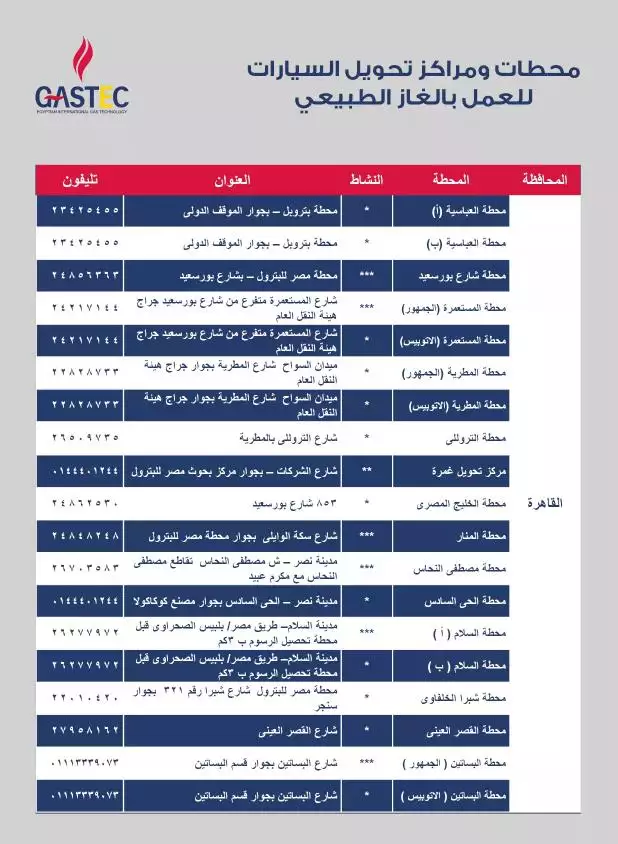 GASTEC
EGYPTIAN INTERNATIONAL GAS TECHNOLOGY
محطات ومراكز تحويل السيارات
للعمل بالغاز الطبيعي
المحافظة المحطة النشاط العنوان تليفون
القاهرة
محطة العباسية (أ) * محطة بتروبل – بجوار الموقف الدولى ٢٣٤٢٥٤٥٥
محطة العباسية (ب) * محطة بتروبل – بجوار الموقف الدولى ٢٣٤٢٥٤٥٥
محطة شارع بورسعيد *** محطة مصر للبترول – بشارع بورسعيد ٢٤٨٥٦٣٦٣
محطة المستعمرة (الجمهور) *** شارع المستعمرة متفرع من شارع بورسعيد جراج
هيئة النقل العام ٢٤٢١٧١٤٤
محطة المستعمرة (الاتوبيس) * شارع المستعمرة متفرع من شارع بورسعيد جراج
هيئة النقل العام ٢٤٢١٧١٤٤
محطة المطرية (الجمهور) * ميدان السواح شارع المطرية بجوار جراج هيئة
النقل العام ٢٢٨٢٨٧٣٣
محطة المطرية (الاتوبيس) * ميدان السواح شارع المطرية بجوار جراج هيئة
النقل العام ٢٢٨٢٨٧٣٣
محطة التروللى * شارع التروللى بالمطرية ٢٦٥٠٩٧٣٥
مركز تحويل غمرة ** شارع الشركات – بجوار مركز بحوث مصر للبترول ٠١٤٤٤٠١٢٤٤
محطة الخليج المصرى * ٨٥٣ شارع بورسعيد ٢٤٨٦٢٥٣٠
محطة المنار *** شارع سكة الوايلى بجوار محطة مصر للبترول ٢٤٨٤٨٢٤٨
محطة مصطفى النحاس *** مدينة نصر – ش مصطفى النحاس تقاطع مصطفى
النحاس مع مكرم عبيد ٢٦٧٠٣٥٨٣
محطة الحى السادس * مدينة نصر – الحى السادس بجوار مصنع كوكاكولا ٠١٤٤٤٠١٢٤٤
محطة السلام ( أ ) *** مدينة السلام– طريق مصر/ بلبيس الصحراوى قبل
محطة تحصيل الرسوم ب ٣كم ٢٦٢٧٧٩٧٢
محطة السلام ( ب ) * مدينة السلام– طريق مصر/ بلبيس الصحراوى قبل
محطة تحصيل الرسوم ب ٣كم ٢٦٢٧٧٩٧٢
محطة شبرا الخلفاوى * محطة مصر للبترول شارع شبرا رقم ٣٢١ بجوار
سنجر ٢٢٠١٠٤٢٠
محطة القصر العينى * شارع القصر العينى ٢٧٩٥٨١٦٢
محطة البساتين ( الجمهور ) *** شارع البساتين بجوار قسم البساتين ٠١١١٣٣٣٩٠٧٣
محطة البساتين ( الاتوبيس ) * شارع البساتين بجوار قسم البساتين ٠١١١٣٣٣٩٠٧٣